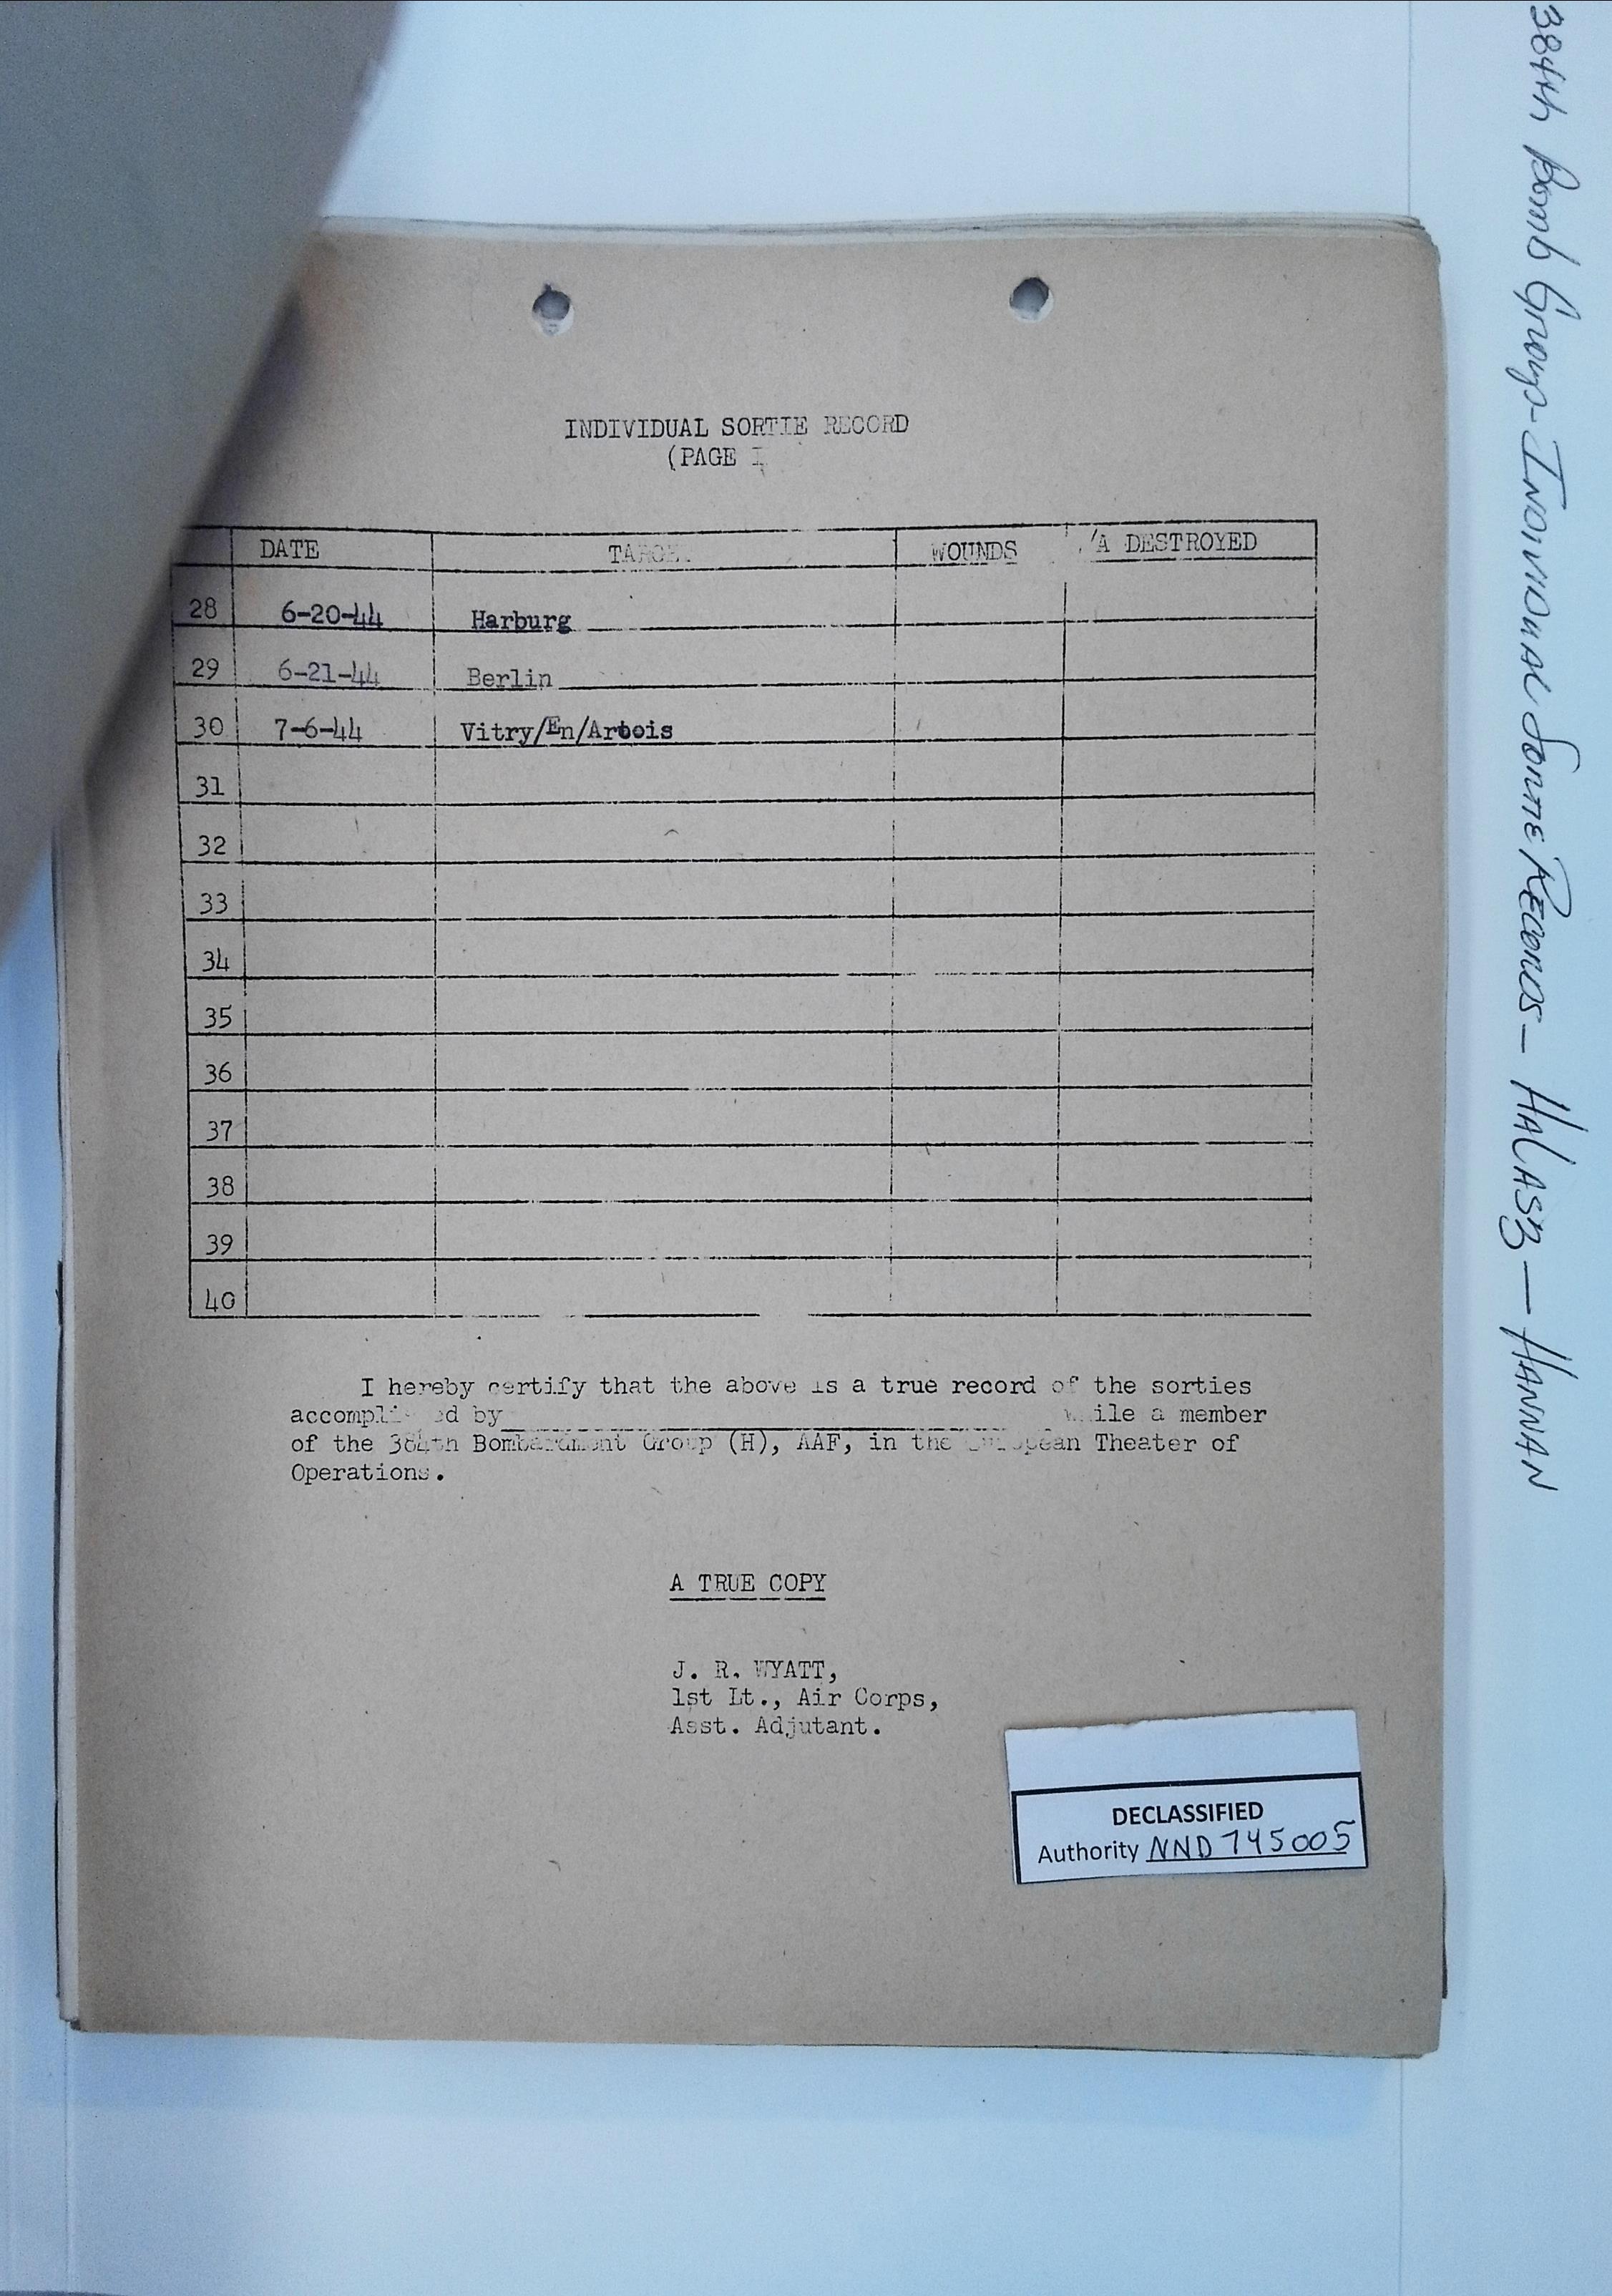 INDIVIDUAL SORTIE RECORD
(PAGE I
DATE TARGE WOUNDS /A DESTROYED
28 6-20-44 Harburg
29 6-21-44 Berlin
30 7-6-44 Vitry/En/Artois
31
32
33
34
35
36
37
38
39
40
I hereby certify that the above is a true record of the sorties
accomplished by while a member
of the 384th Bombardment Group (H), AAF, in the European Theater of
Operations.
A TRUE COPY
J. R. WYATT,
1st Lt., Air Corps,
Asst. Adjutant.
DECLASSIFIED
Authority NND 745005
384th Bomb Group-Individual Sortie Records- HALASZ - HANNAN